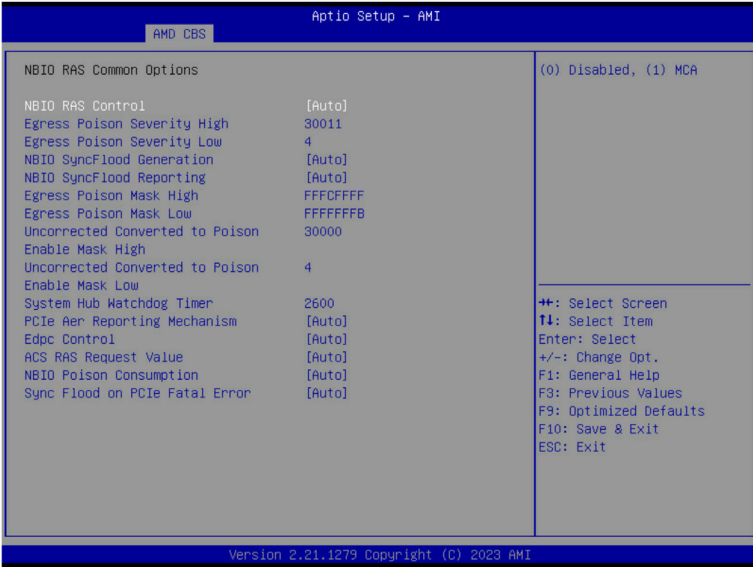 Aptio Setup - AMI
AMD CBS
NBIO RAS Common Options
(0) Disabled, (1) MCA
NBIO RAS Control [Auto]
Egress Poison Severity High 30011
Egress Poison Severity Low 4
NBIO SyncFlood Generation [Auto]
NBIO SyncFlood Reporting [Auto]
Egress Poison Mask High FFFCFFFF
Egress Poison Mask Low FFFFFFFB
Uncorrected Converted to Poison 30000
Enable Mask High
Uncorrected Converted to Poison 4
Enable Mask Low
System Hub Watchdog Timer 2600
PCIe Aer Reporting Mechanism [Auto]
Edpc Control [Auto]
ACS RAS Request Value [Auto]
NBIO Poison Consumption [Auto]
Sync Flood on PCIe Fatal Error [Auto]
→←: Select Screen
↑↓: Select Item
Enter: Select
+/-: Change Opt.
F1: General Help
F3: Previous Values
F9: Optimized Defaults
F10: Save & Exit
ESC: Exit
Version 2.21.1279 Copyright (C) 2023 AMI